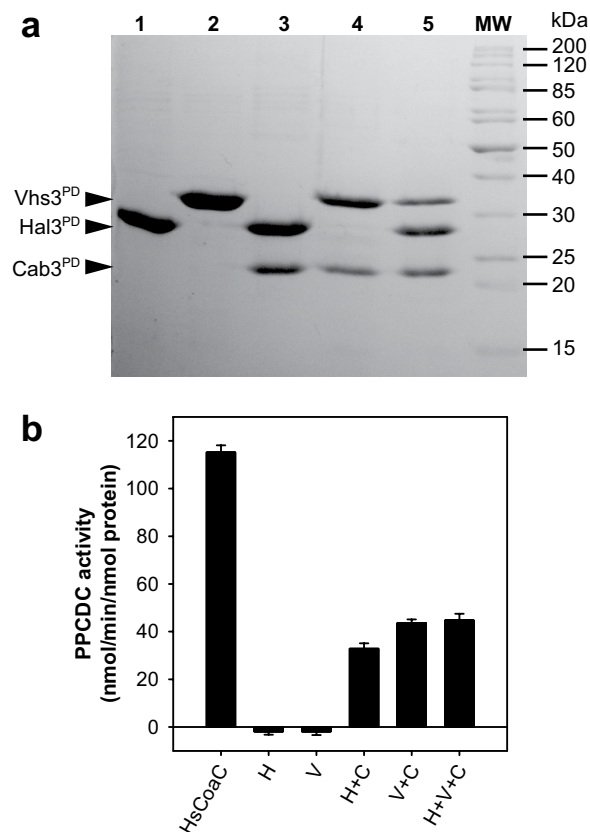 a
1 2 3 4 5 MW kDa
200
120
85
60
50
40
Vhs3PD
30
Hal3PD
25
Cab3PD
20
15
b
PPCDC activity
(nmol/min/nmol protein)
120
100
80
60
40
20
0
HsCoaC H V H+C V+C H+V+C